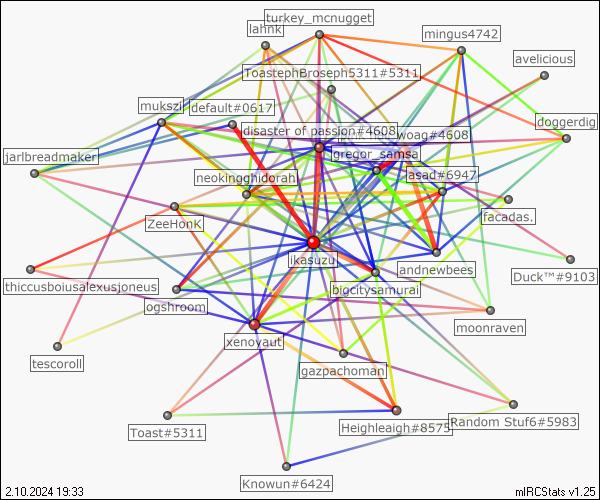 turkey_mcnugget
lahnk
mingus4742
ToastephBroseph5311#5311
avelicious
mukszi
default#0617
doggerdig
disaster of passion#4608
woag#4608
gregor_samsa
jarlbreadmaker
neokingghidorah
asad#6947
facadas.
ZeeHonK
jkasuzu
andnewbees
Duck™#9103
thiccusboiusalexusjoneus
bigcitysamurai
ogshroom
moonraven
xenoyaut
tescoroll
gazpachoman
Heighleaigh#8575
Random Stuf6#5983
Toast#5311
Knowun#6424
2.10.2024 19:33
mIRCStats v1.25